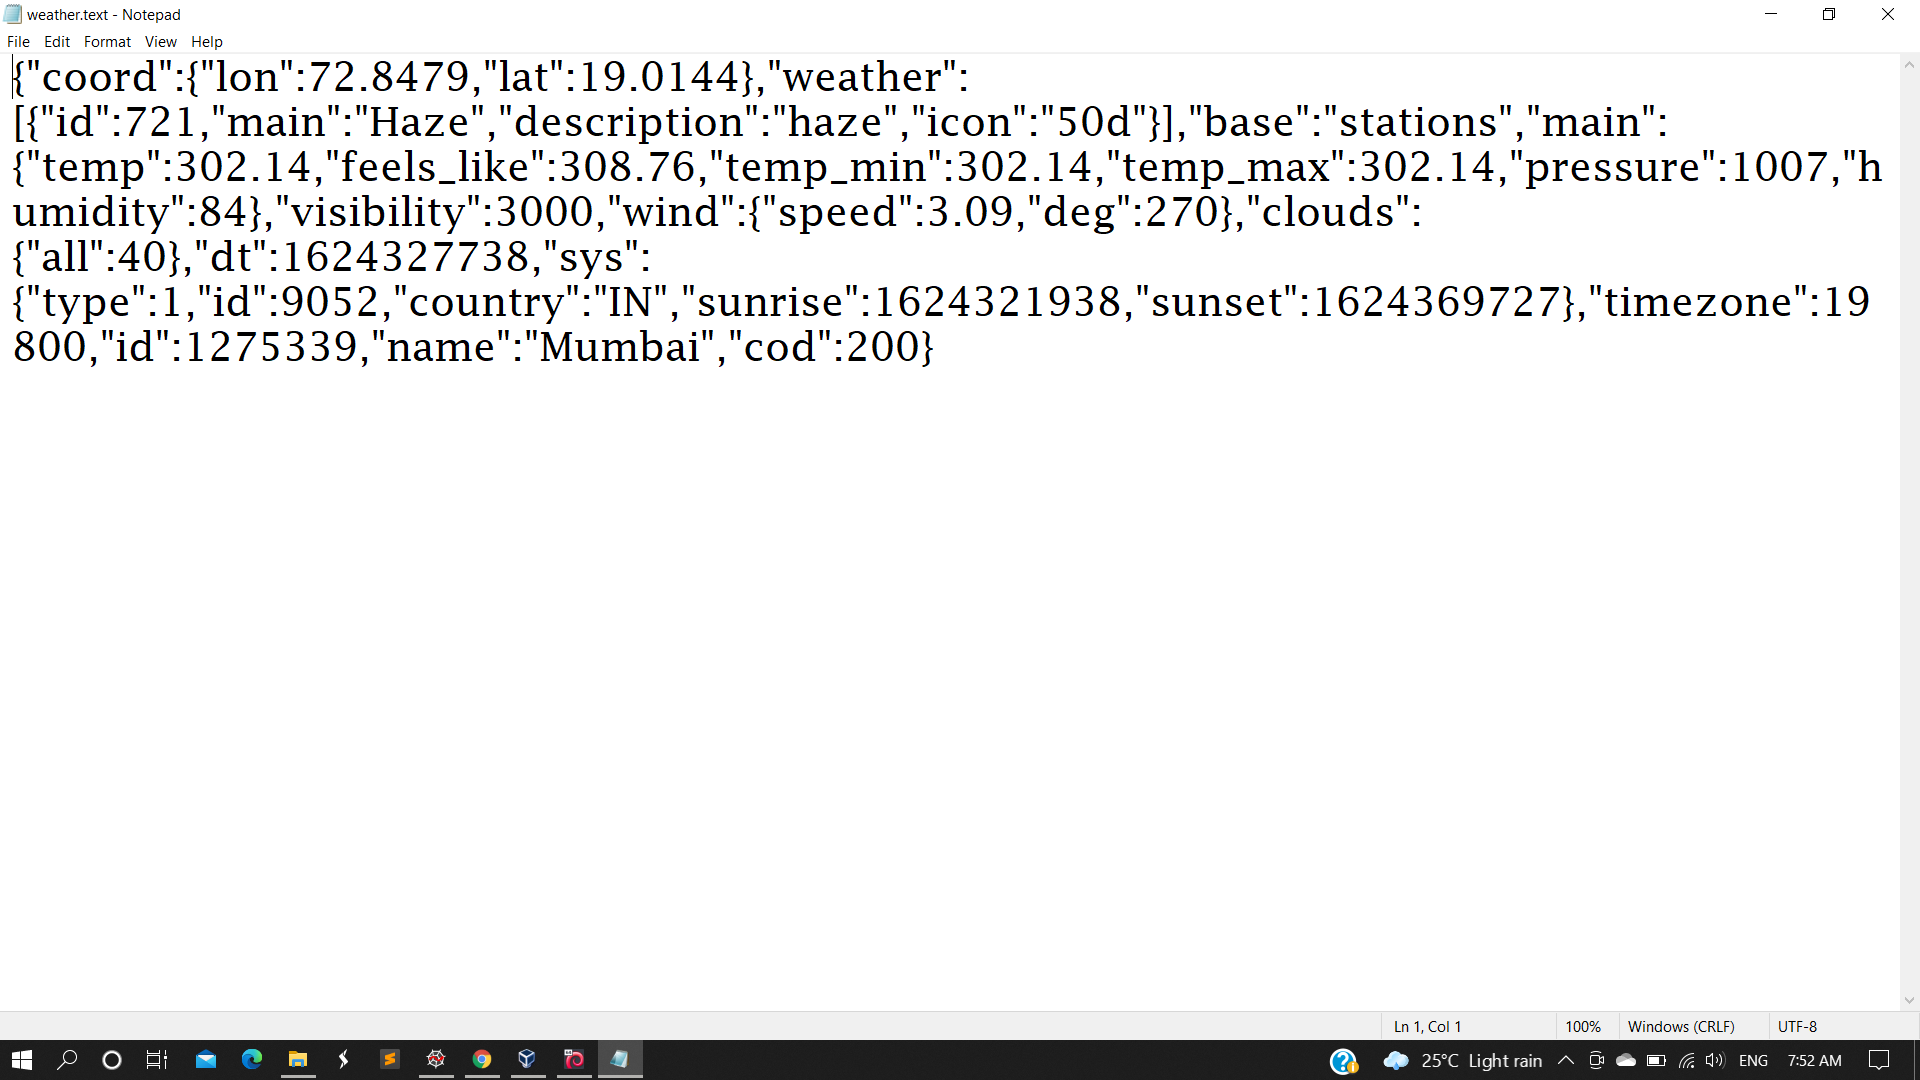 weather.text - Notepad
File Edit Format View Help
{"coord":{"lon":72.8479,"lat":19.0144},"weather":
[{"id":721,"main":"Haze","description":"haze","icon":"50d"}],"base":"stations","main":
{"temp":302.14,"feels_like":308.76,"temp_min":302.14,"temp_max":302.14,"pressure":1007,"h
umidity":84},"visibility":3000,"wind":{"speed":3.09,"deg":270},"clouds":
{"all":40},"dt":1624327738,"sys":
{"type":1,"id":9052,"country":"IN","sunrise":1624321938,"sunset":1624369727},"timezone":19
800,"id":1275339,"name":"Mumbai","cod":200}
Ln 1, Col 1 100% Windows (CRLF) UTF-8
25°C Light rain ENG 7:52 AM